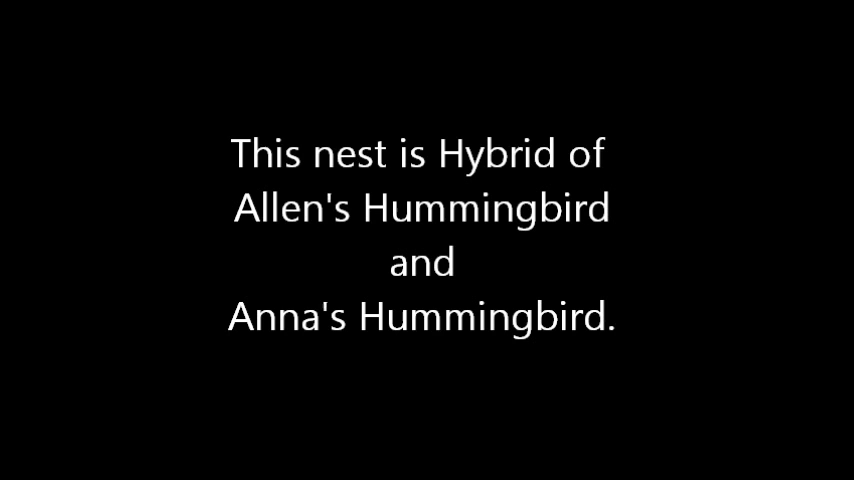 This nest is Hybrid of
Allen's Hummingbird
and
Anna's Hummingbird.